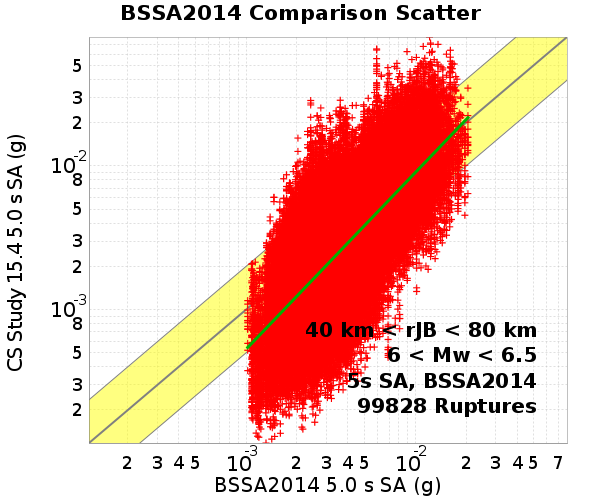 BSSA2014 Comparison Scatter
CS Study 15.4 5.0 s SA (g)
5
3
2
10-2
8
5
3
2
10-3
8
5
3
2
40 km < rJB < 80 km
6 < Mw < 6.5
5s SA, BSSA2014
99828 Ruptures
2 3 4 5 10-3 2 3 4 5 10-2 2 3 4 5 7
BSSA2014 5.0 s SA (g)